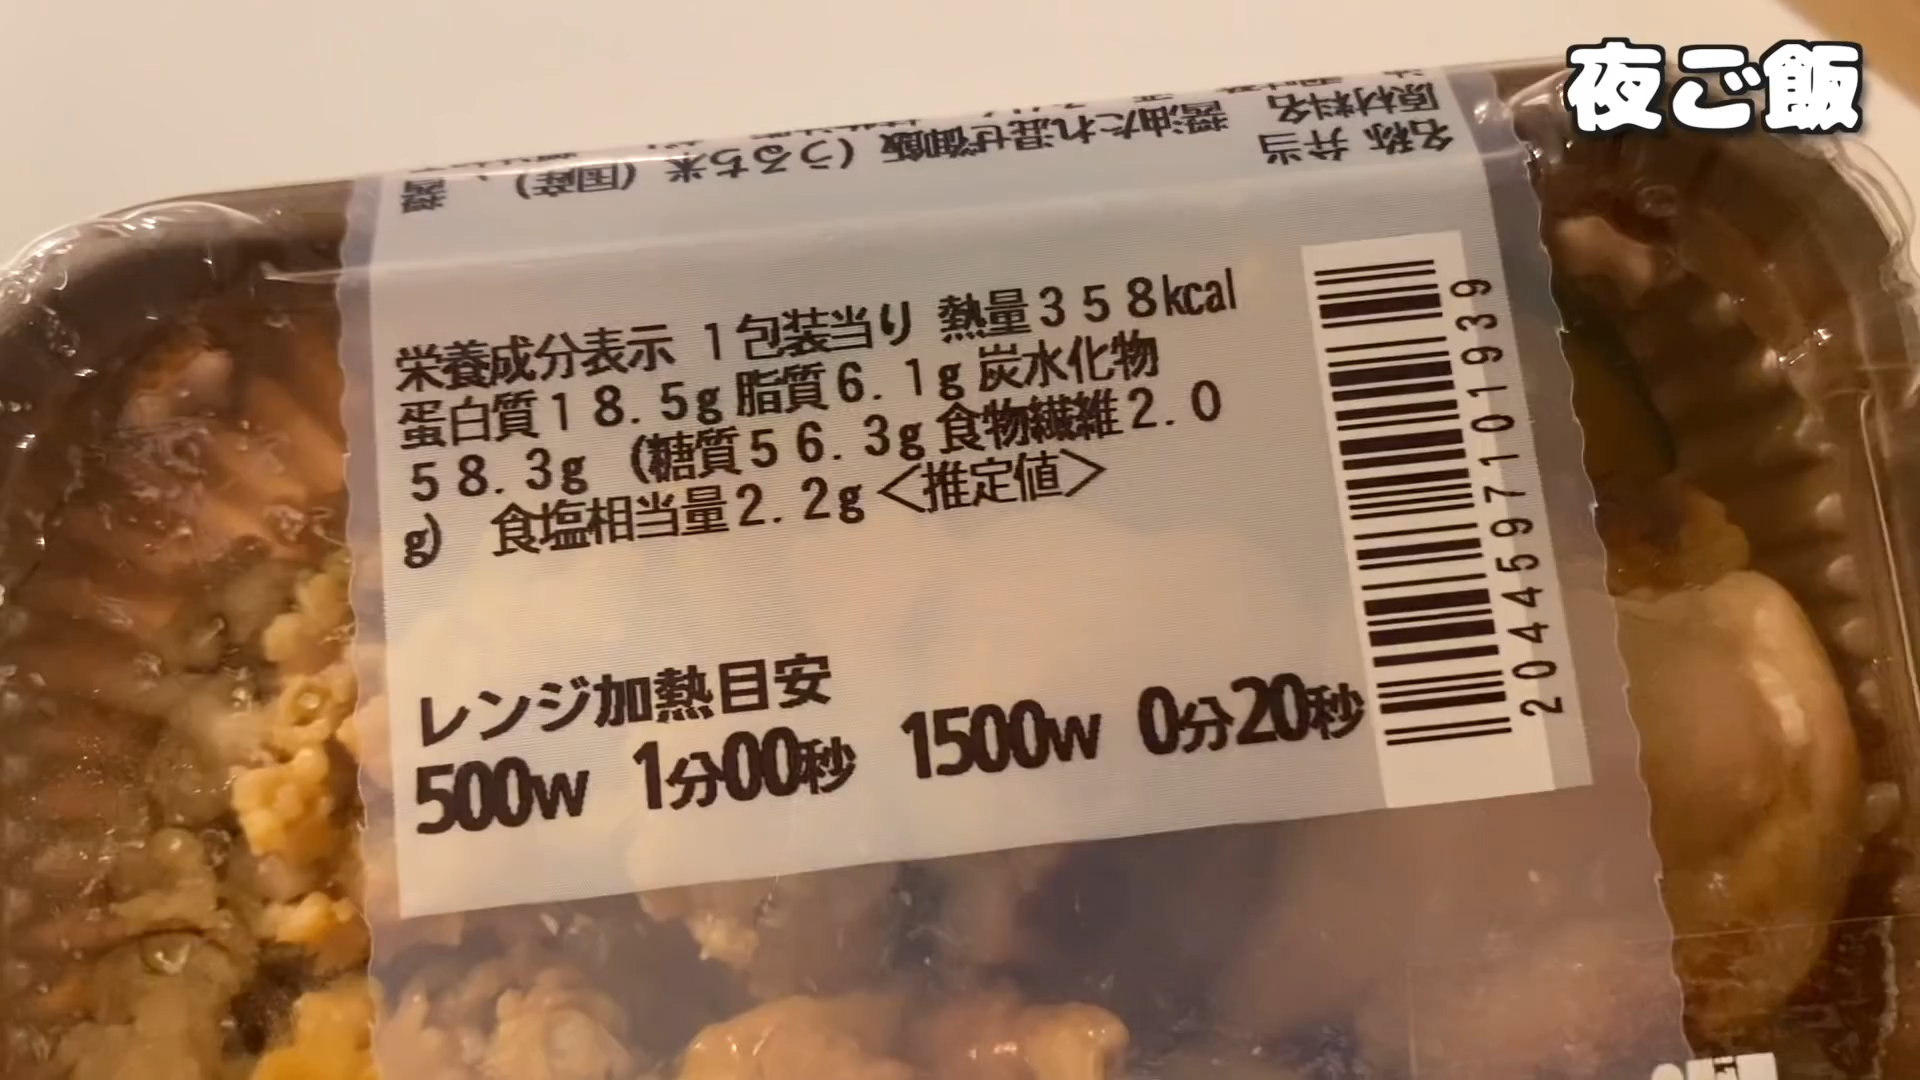 夜ご飯
名称 弁当
原材料名 醤油たれ混ぜ御飯（うるち米（国産）、醤
栄養成分表示 １包装当り 熱量３５８kcal
蛋白質１８．５g 脂質６．１g 炭水化物
５８．３g （糖質５６．３g 食物繊維２．０
g） 食塩相当量２．２g＜推定値＞
レンジ加熱目安
500W 1分00秒 1500W 0分20秒
2044597101939